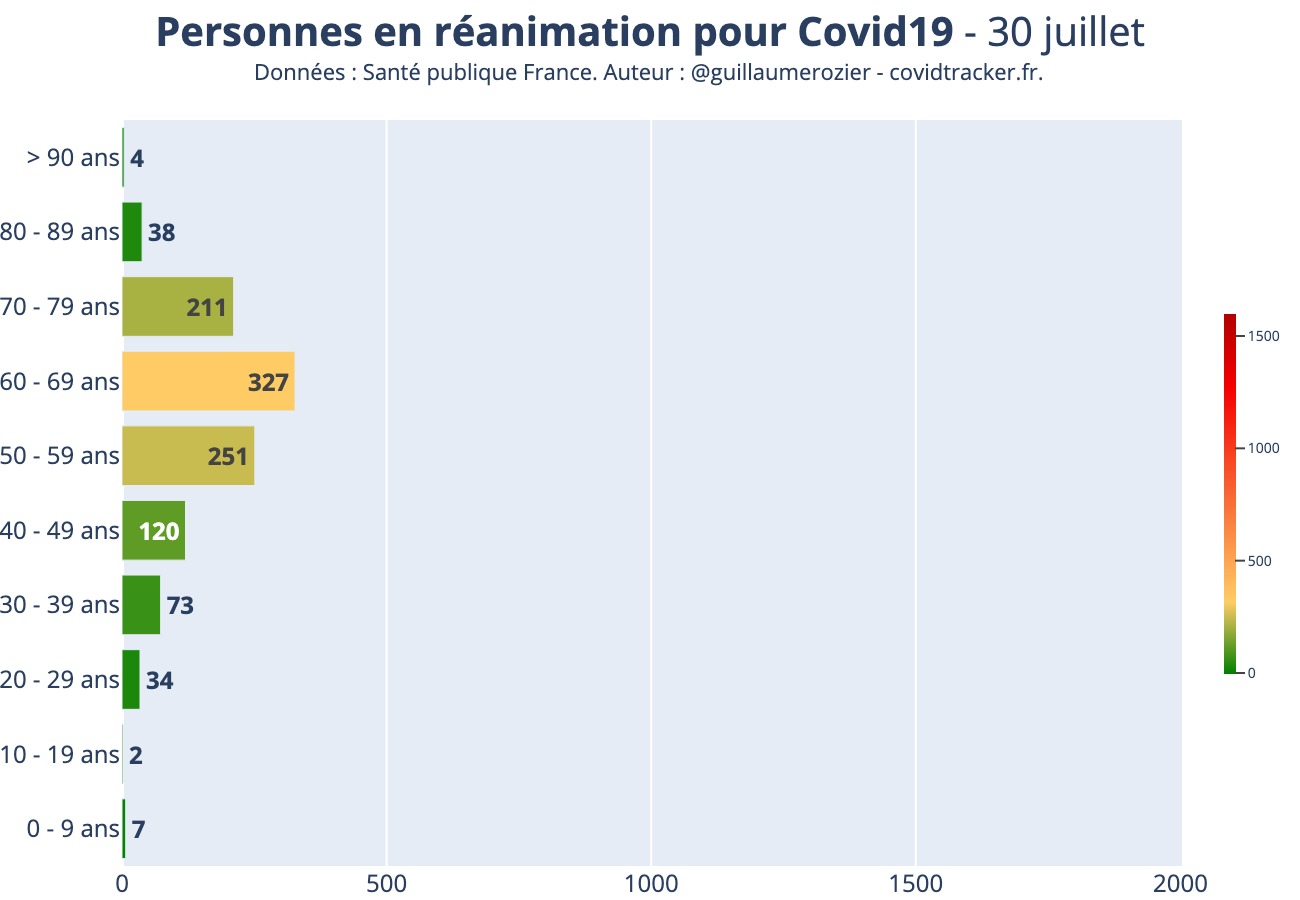 Personnes en réanimation pour Covid19 - 30 juillet
Données : Santé publique France. Auteur : @guillaumerozier - covidtracker.fr.
> 90 ans 4
80 - 89 ans 38
70 - 79 ans 211
60 - 69 ans 327
50 - 59 ans 251
40 - 49 ans 120
30 - 39 ans 73
20 - 29 ans 34
10 - 19 ans 2
0 - 9 ans 7
0 500 1000 1500 2000
1500
1000
500
0